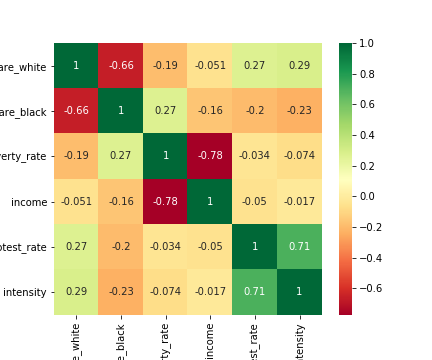 are_white 1 -0.66 -0.19 -0.051 0.27 0.29
are_black -0.66 1 0.27 -0.16 -0.2 -0.23
verty_rate -0.19 0.27 1 -0.78 -0.034 -0.074
income -0.051 -0.16 -0.78 1 -0.05 -0.017
otest_rate 0.27 -0.2 -0.034 -0.05 1 0.71
intensity 0.29 -0.23 -0.074 -0.017 0.71 1
e_white
e_black
rty_rate
income
est_rate
ntensity
1.0
0.8
0.6
0.4
0.2
0.0
−0.2
−0.4
−0.6